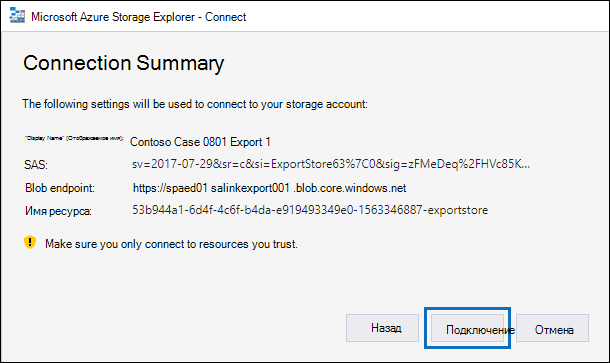 Microsoft Azure Storage Explorer - Connect
Connection Summary
The following settings will be used to connect to your storage account:
"Display Name" (Отображаемое имя): Contoso Case 0801 Export 1
SAS: sv=2017-07-29&sr=c&si=ExportStore63%7C0&sig=zFMeDeq%2FHVc85K...
Blob endpoint: https://spaed01 salinkexport001 .blob.core.windows.net
Имя ресурса: 53b944a1-6d4f-4c6f-b4da-e919493349e0-1563346887-exportstore
Make sure you only connect to resources you trust.
Назад Подключение Отмена